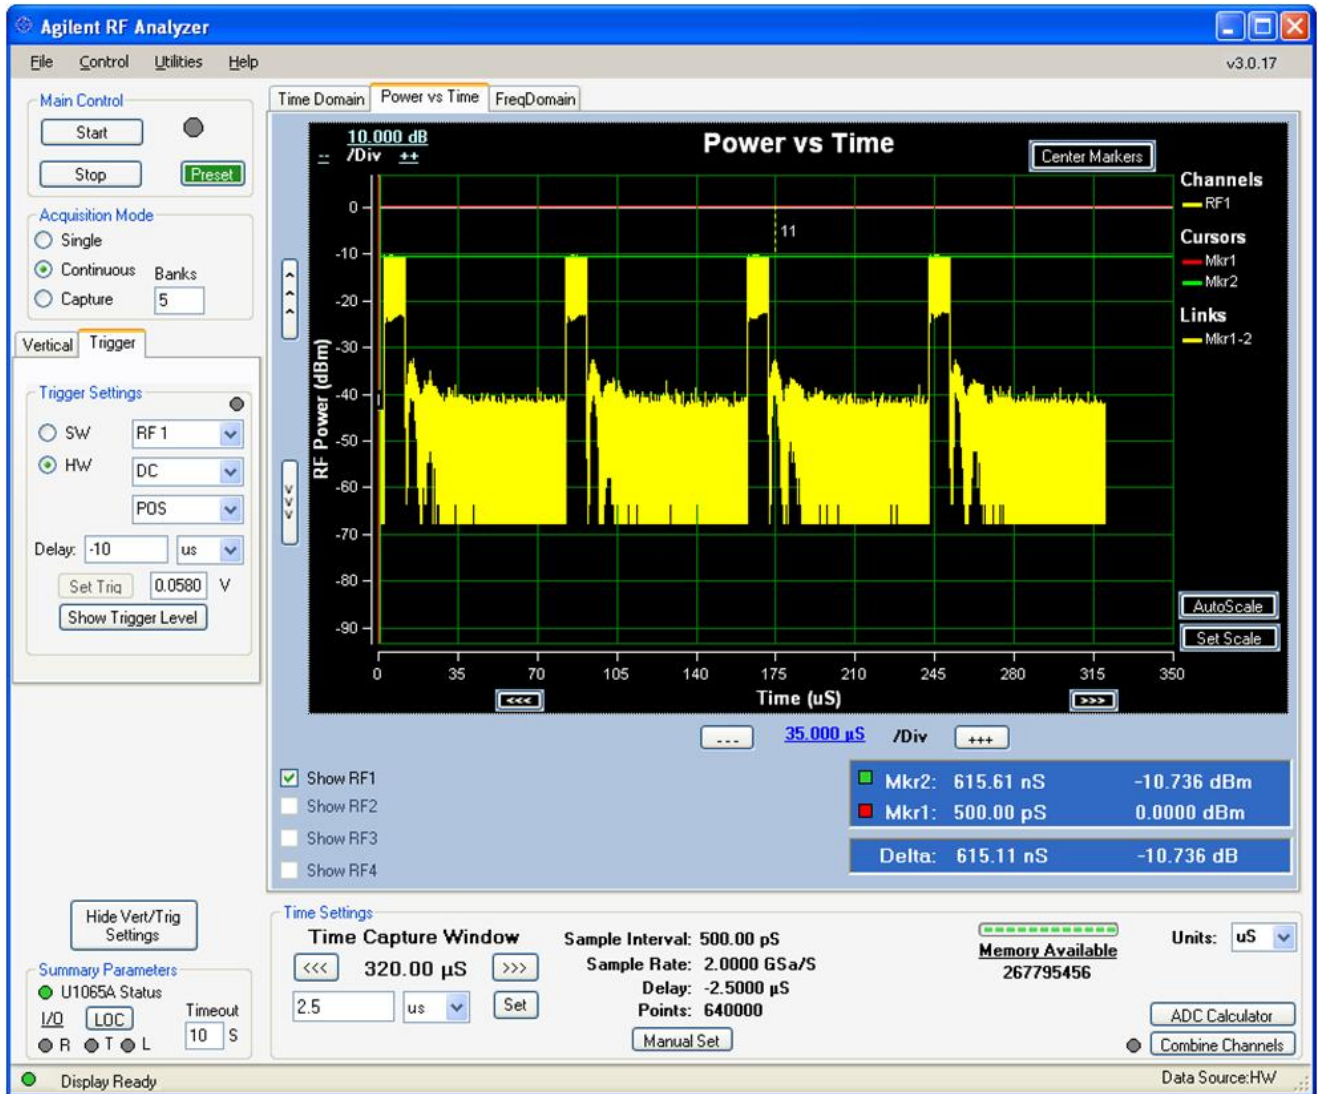 Agilent RF Analyzer
File Control Utilities Help
v3.0.17
Main Control
Start
Stop Preset
Acquisition Mode
Single
Continuous Banks
Capture 5
Vertical Trigger
Trigger Settings
SW RF 1
HW DC
POS
Delay: -10 us
Set Trig 0.0580 V
Show Trigger Level
Hide Vert/Trig
Settings
Summary Parameters
U1065A Status
I/O LOC Timeout
R T L 10 S
Time Domain Power vs Time FreqDomain
10.000 dB
-- /Div ++
Power vs Time
Center Markers
Channels
RF1
Cursors
Mkr1
Mkr2
Links
Mkr1-2
11
RF Power (dBm)
0
-10
-20
-30
-40
-50
-60
-70
-80
-90
^ ^ ^
v v v
AutoScale
Set Scale
0 35 70 105 140 175 210 245 280 315 350
<<< Time (uS) >>>
--- 35.000 µS /Div +++
Show RF1
Show RF2
Show RF3
Show RF4
Mkr2: 615.61 nS -10.736 dBm
Mkr1: 500.00 pS 0.0000 dBm
Delta: 615.11 nS -10.736 dB
Time Settings
Time Capture Window
<<< 320.00 µS >>>
2.5 us Set
Sample Interval: 500.00 pS
Sample Rate: 2.0000 GSa/S
Delay: -2.5000 µS
Points: 640000
Manual Set
Memory Available
267795456
Units: uS
ADC Calculator
Combine Channels
Display Ready
Data Source:HW